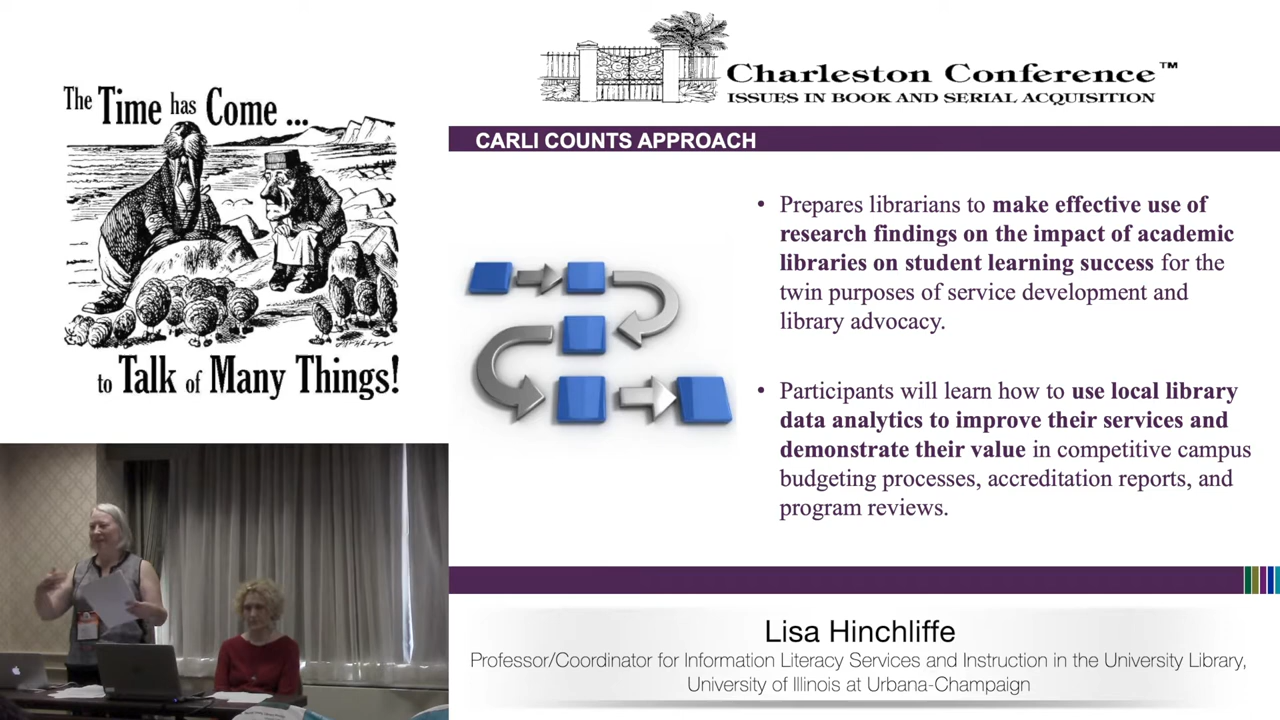 The Time has Come ...
to Talk of Many Things!
Charleston Conference™
ISSUES IN BOOK AND SERIAL ACQUISITION
CARLI COUNTS APPROACH
• Prepares librarians to make effective use of
research findings on the impact of academic
libraries on student learning success for the
twin purposes of service development and
library advocacy.
• Participants will learn how to use local library
data analytics to improve their services and
demonstrate their value in competitive campus
budgeting processes, accreditation reports, and
program reviews.
Lisa Hinchliffe
Professor/Coordinator for Information Literacy Services and Instruction in the University Library,
University of Illinois at Urbana-Champaign